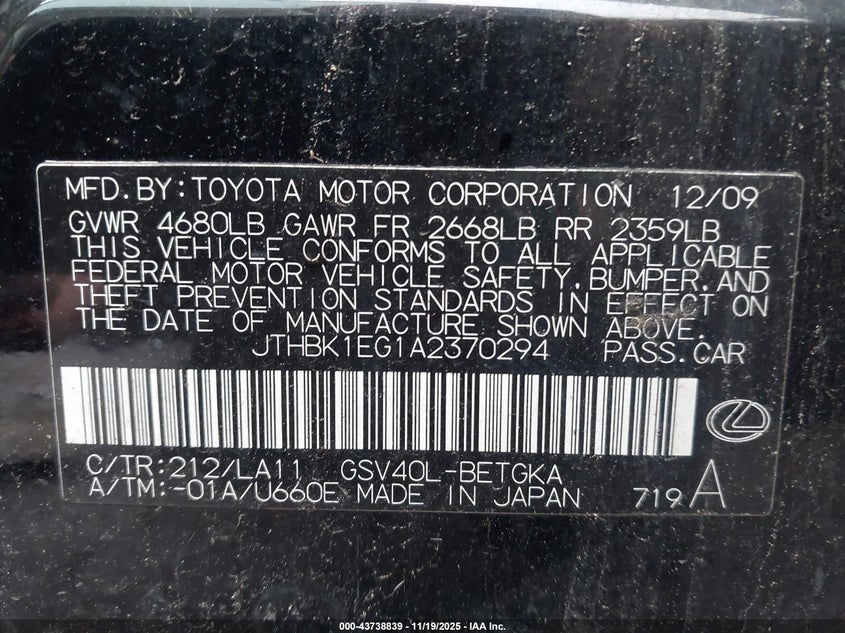 MFD.BY:TOYOTA MOTOR CORPORATION 12/09
GVWR 4680LB GAWR FR 2668LB RR 2359LB
THIS VEHICLE CONFORMS TO ALL APPLICABLE
FEDERAL MOTOR VEHICLE SAFETY,BUMPER,AND
THEFT PREVENTION STANDARDS IN EFFECT ON
THE DATE OF MANUFACTURE SHOWN ABOVE.
JTHBK1EG1A2370294 PASS.CAR
C/TR:212/LA11 GSV40L-BETGKA
A/TM:-01A/U660E MADE IN JAPAN 719A
000-43738839 - 11/19/2025 - IAA Inc.